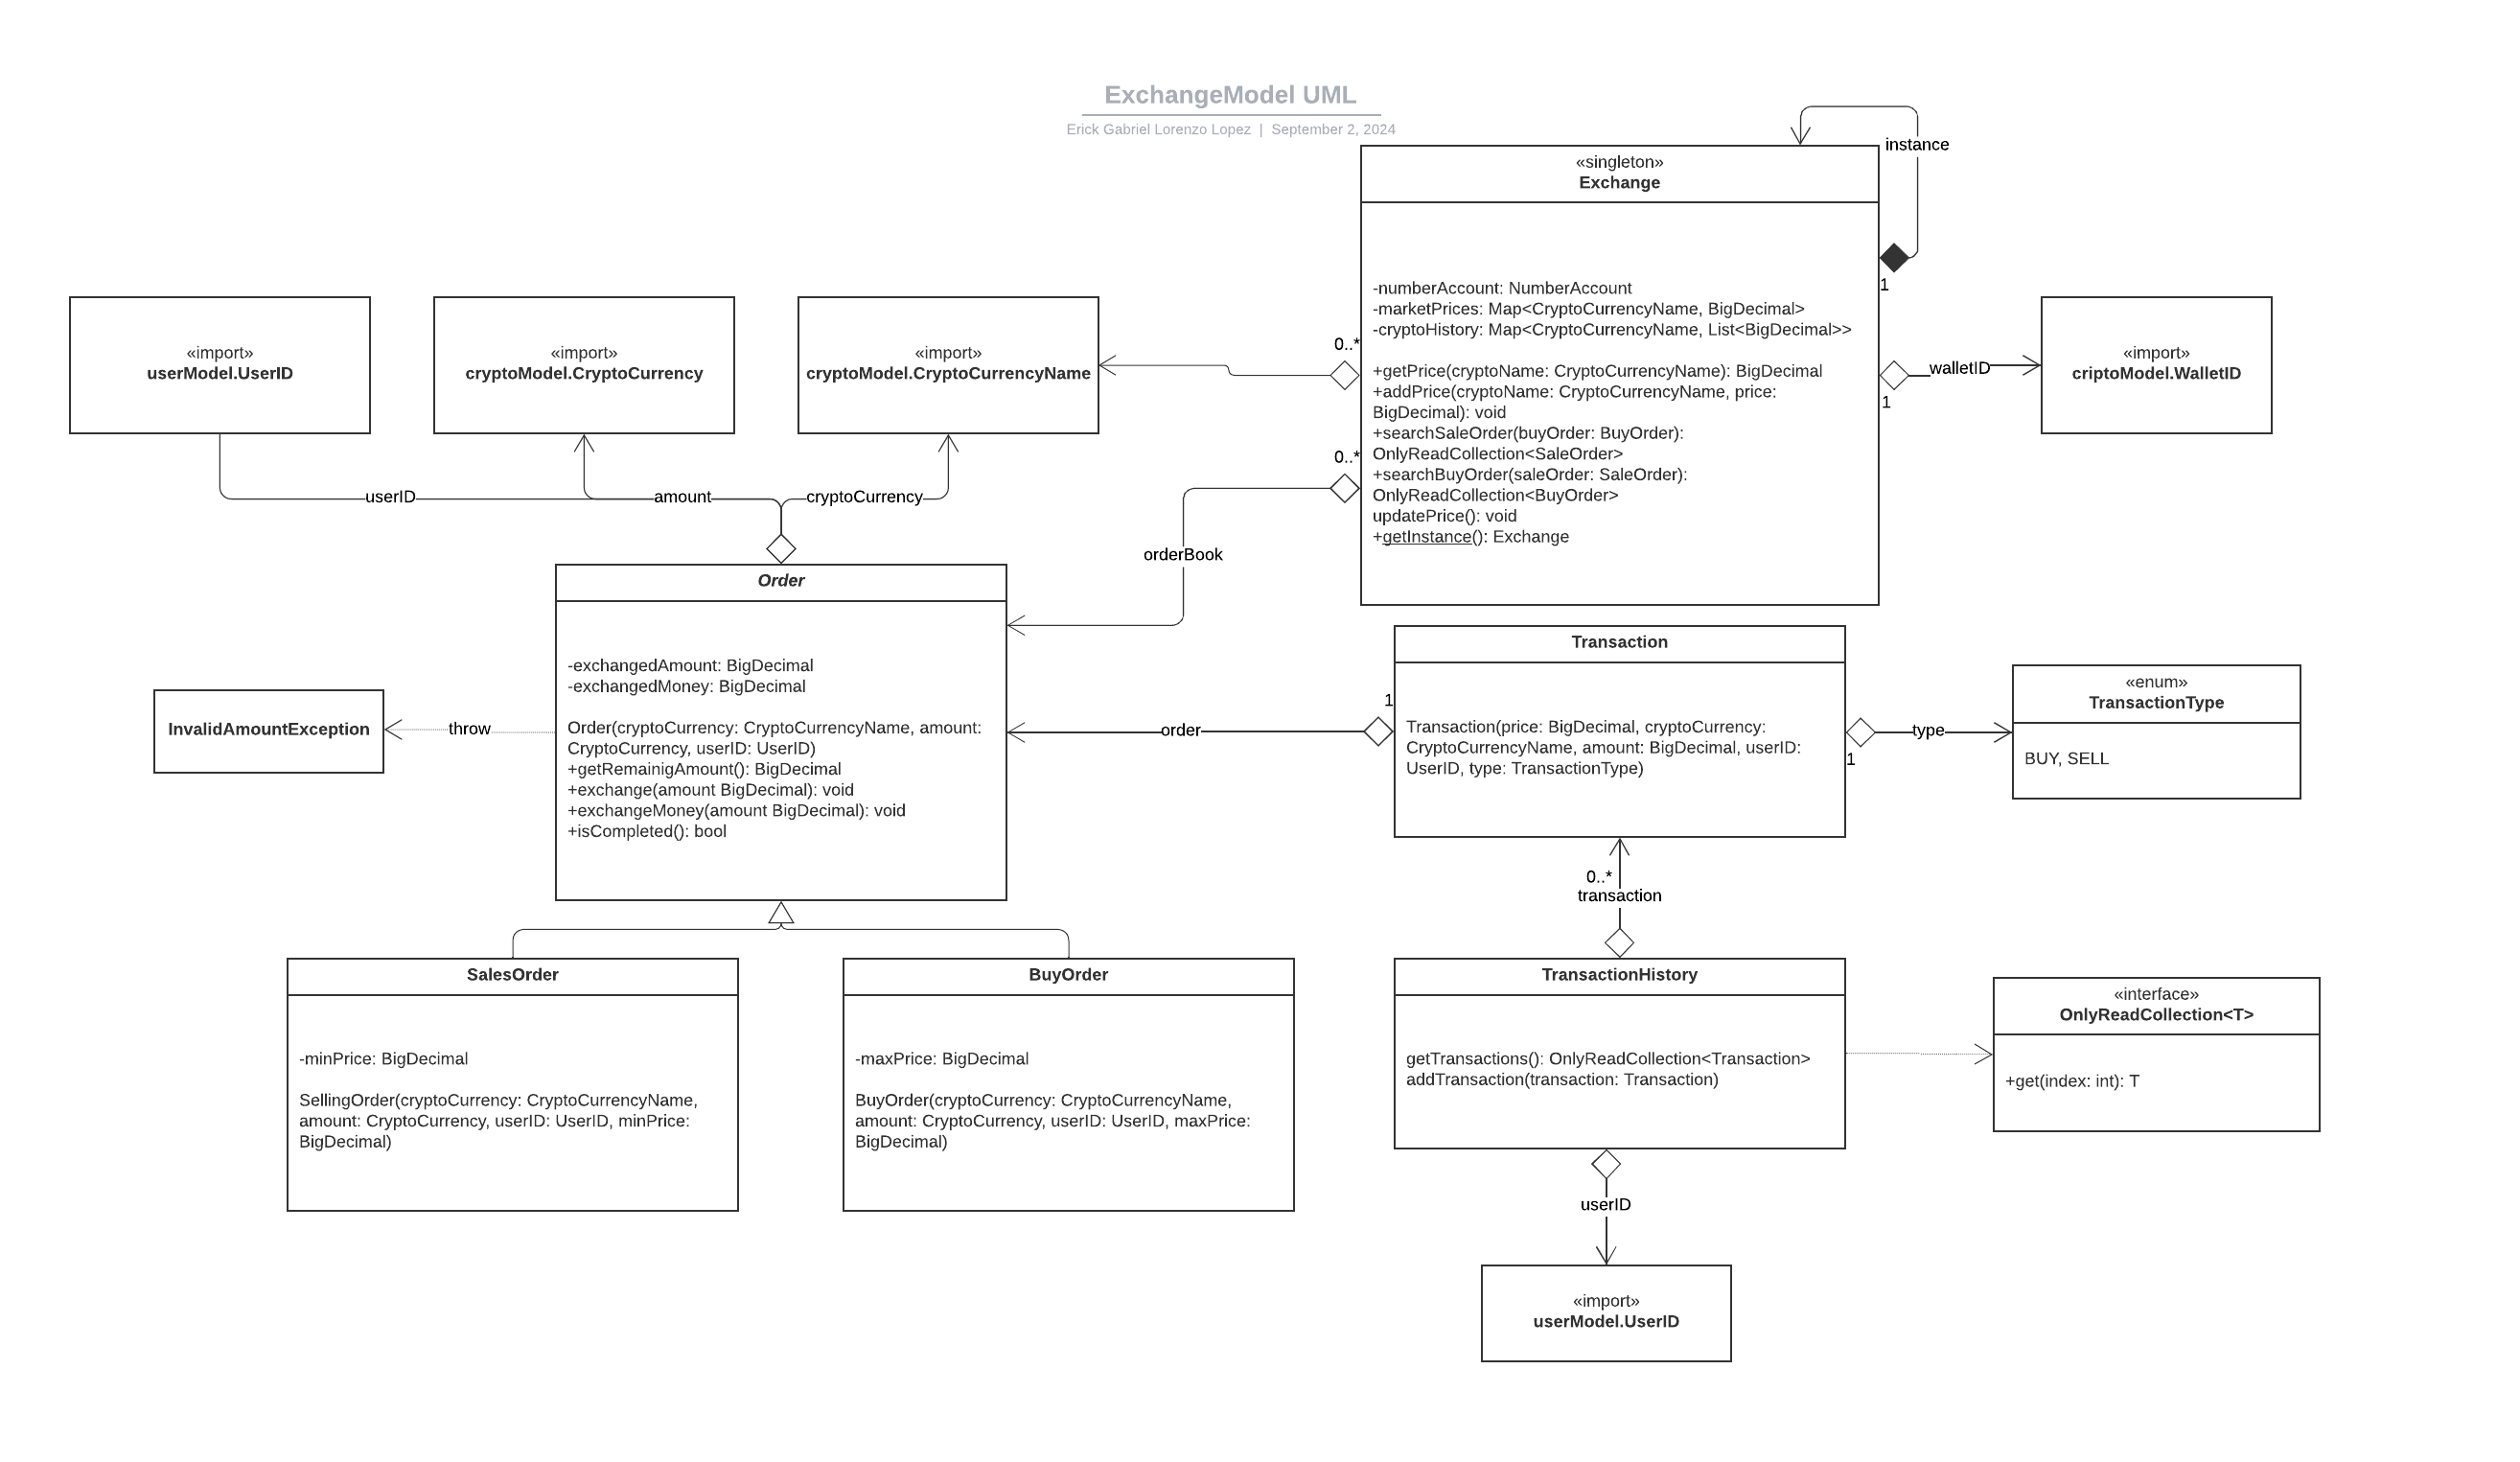 ExchangeModel UML
Erick Gabriel Lorenzo Lopez | September 2, 2024
instance
«singleton»
Exchange
-numberAccount: NumberAccount
-marketPrices: Map<CryptoCurrencyName, BigDecimal>
-cryptoHistory: Map<CryptoCurrencyName, List<BigDecimal>>
+getPrice(cryptoName: CryptoCurrencyName): BigDecimal
+addPrice(cryptoName: CryptoCurrencyName, price:
BigDecimal): void
+searchSaleOrder(buyOrder: BuyOrder):
OnlyReadCollection<SaleOrder>
+searchBuyOrder(saleOrder: SaleOrder):
OnlyReadCollection<BuyOrder>
updatePrice(): void
+getInstance(): Exchange
1
0..*
0..*
1
walletID
«import»
criptoModel.WalletID
«import»
userModel.UserID
«import»
cryptoModel.CryptoCurrency
«import»
cryptoModel.CryptoCurrencyName
userID
amount
cryptoCurrency
orderBook
Order
-exchangedAmount: BigDecimal
-exchangedMoney: BigDecimal
Order(cryptoCurrency: CryptoCurrencyName, amount:
CryptoCurrency, userID: UserID)
+getRemainigAmount(): BigDecimal
+exchange(amount BigDecimal): void
+exchangeMoney(amount BigDecimal): void
+isCompleted(): bool
InvalidAmountException
throw
order
1
Transaction
Transaction(price: BigDecimal, cryptoCurrency:
CryptoCurrencyName, amount: BigDecimal, userID:
UserID, type: TransactionType)
1
type
«enum»
TransactionType
BUY, SELL
0..*
transaction
SalesOrder
-minPrice: BigDecimal
SellingOrder(cryptoCurrency: CryptoCurrencyName,
amount: CryptoCurrency, userID: UserID, minPrice:
BigDecimal)
BuyOrder
-maxPrice: BigDecimal
BuyOrder(cryptoCurrency: CryptoCurrencyName,
amount: CryptoCurrency, userID: UserID, maxPrice:
BigDecimal)
TransactionHistory
getTransactions(): OnlyReadCollection<Transaction>
addTransaction(transaction: Transaction)
«interface»
OnlyReadCollection<T>
+get(index: int): T
userID
«import»
userModel.UserID